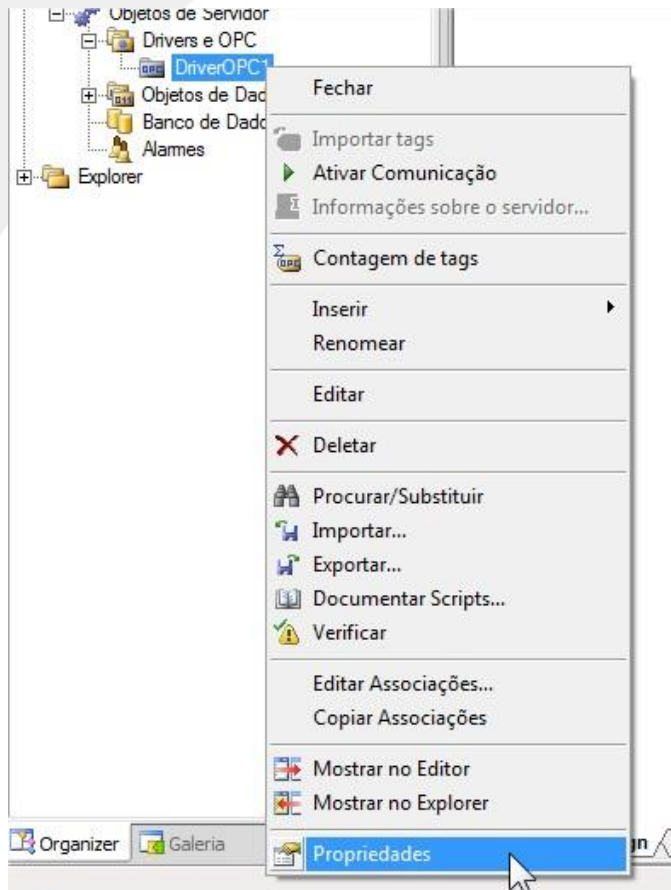 Objetos de Servidor
Drivers e OPC
DriverOPC1
Objetos de Dad
Banco de Dado
Alarmes
Explorer
Fechar
Importar tags
Ativar Comunicação
Informações sobre o servidor...
Contagem de tags
Inserir
Renomear
Editar
Deletar
Procurar/Substituir
Importar...
Exportar...
Documentar Scripts...
Verificar
Editar Associações...
Copiar Associações
Mostrar no Editor
Mostrar no Explorer
Propriedades
Organizer
Galeria
gn